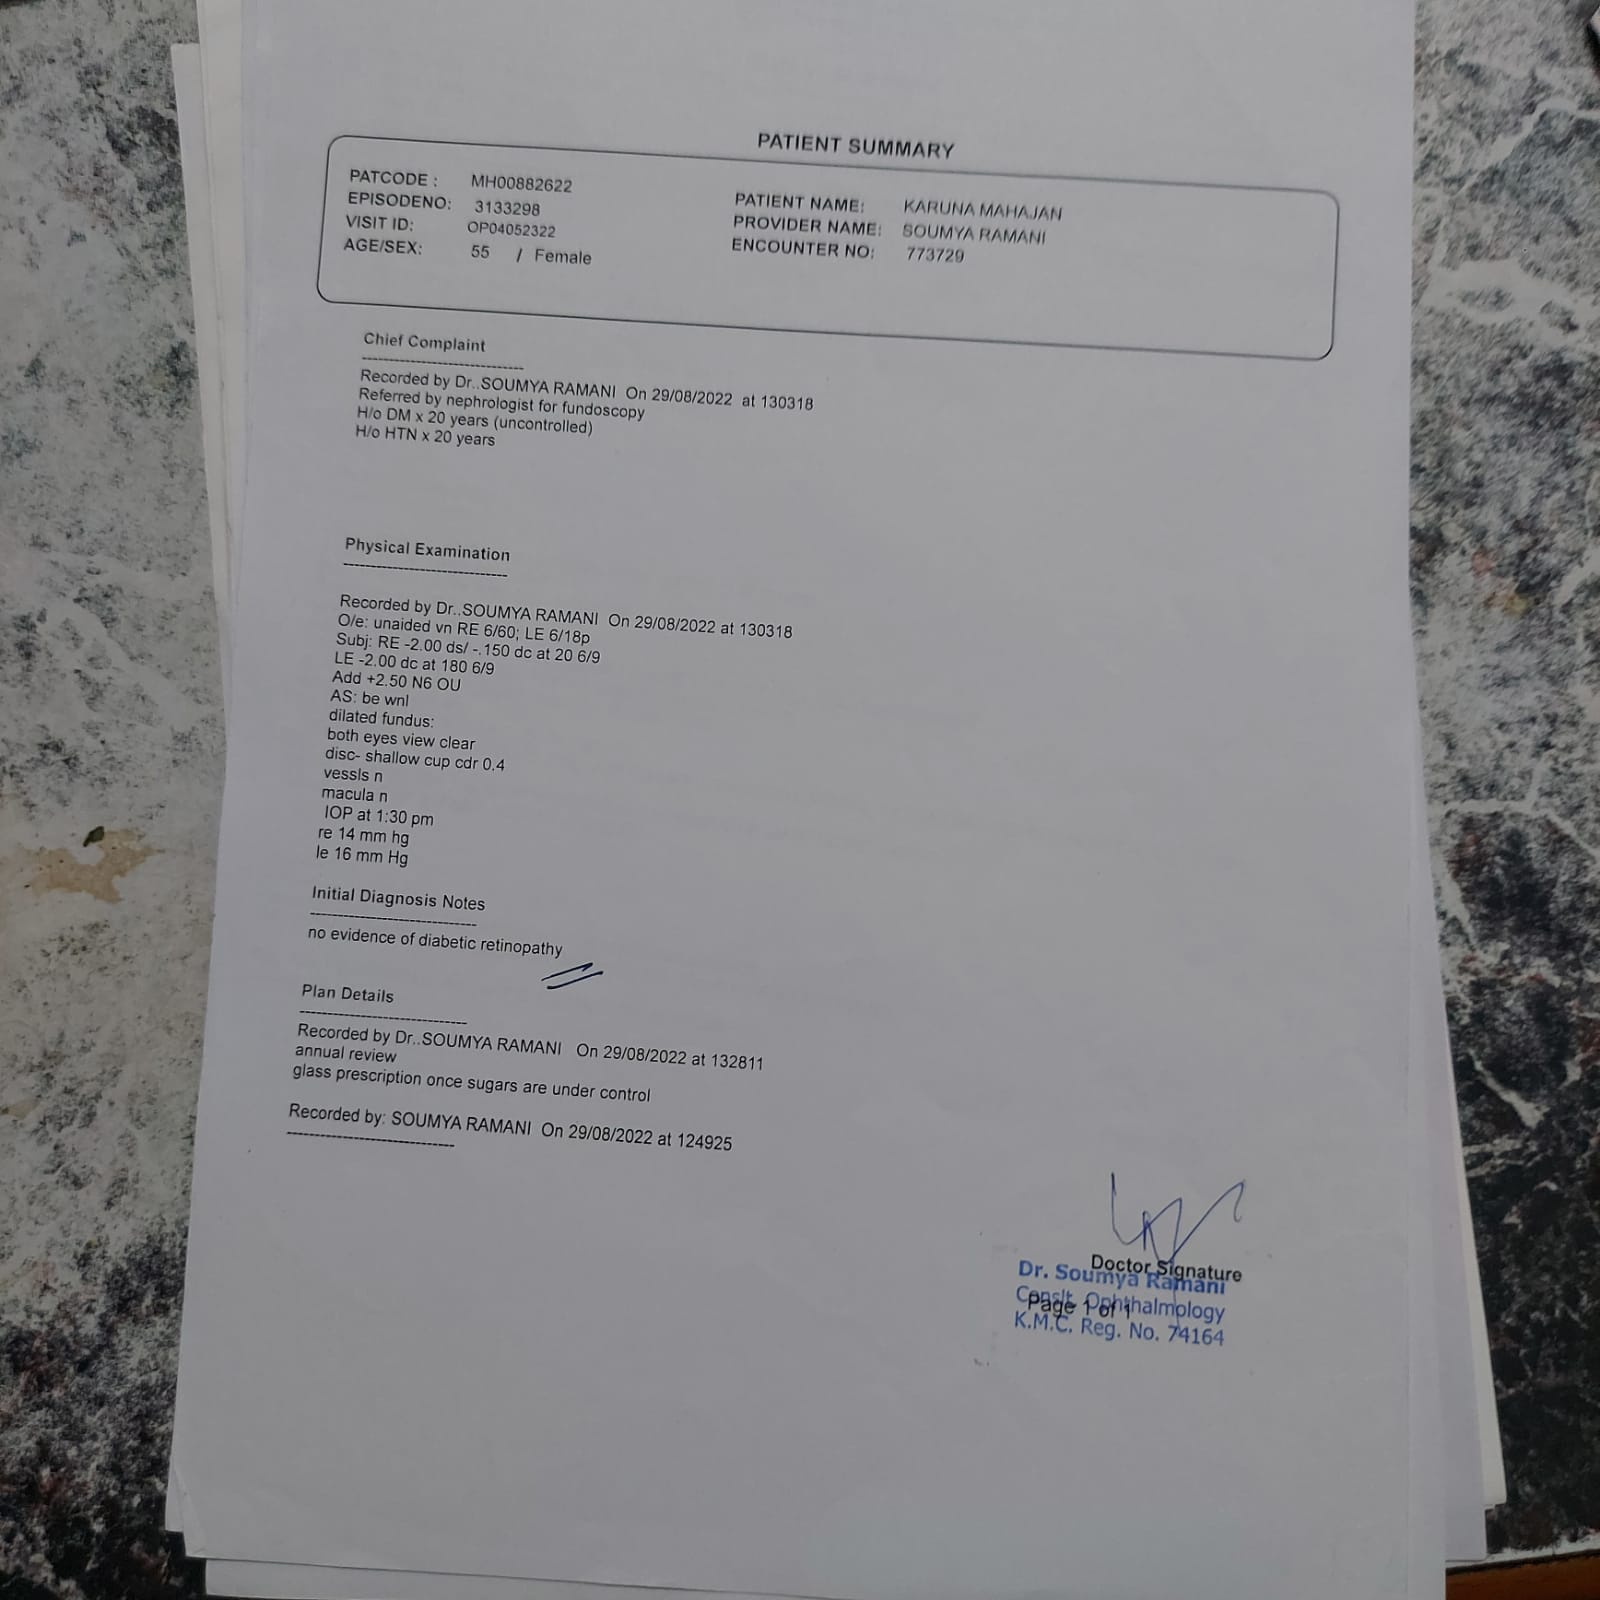 PATIENT SUMMARY
PATCODE : MH00882622
EPISODENO: 3133298
VISIT ID: OP04052322
AGE/SEX: 55 / Female
PATIENT NAME: KARUNA MAHAJAN
PROVIDER NAME: SOUMYA RAMANI
ENCOUNTER NO: 773729
Chief Complaint
Recorded by Dr..SOUMYA RAMANI On 29/08/2022 at 130318
Referred by nephrologist for fundoscopy
H/o DM x 20 years (uncontrolled)
H/o HTN x 20 years
Physical Examination
Recorded by Dr..SOUMYA RAMANI On 29/08/2022 at 130318
O/e: unaided vn RE 6/60; LE 6/18p
Subj: RE -2.00 ds/ -.150 dc at 20 6/9
LE -2.00 dc at 180 6/9
Add +2.50 N6 OU
AS: be wnl
dilated fundus:
both eyes view clear
disc- shallow cup cdr 0.4
vessls n
macula n
IOP at 1:30 pm
re 14 mm hg
le 16 mm Hg
Initial Diagnosis Notes
no evidence of diabetic retinopathy
Plan Details
Recorded by Dr..SOUMYA RAMANI On 29/08/2022 at 132811
annual review
glass prescription once sugars are under control
Recorded by: SOUMYA RAMANI On 29/08/2022 at 124925
Doctor Signature
Dr. Soumya Ramani
Conslt. Ophthalmology
Page 1 of 1
K.M.C. Reg. No. 74164